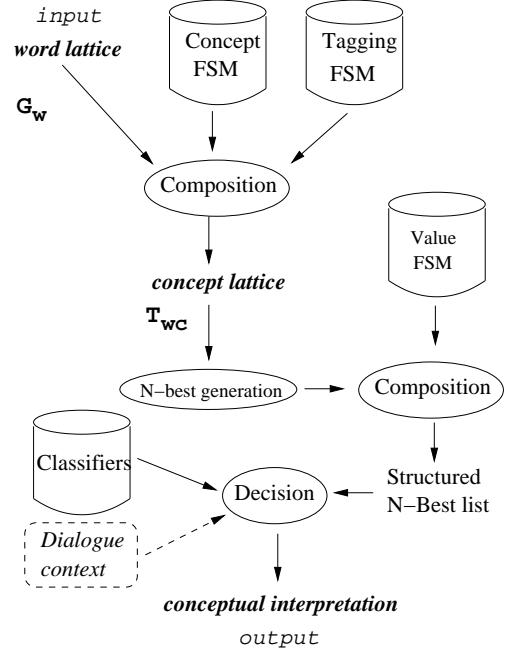 input
word lattice
Concept
FSM
Tagging
FSM
G_W
Composition
Value
FSM
concept lattice
T_WC
N−best generation
Composition
Classifiers
Decision
Structured
N−Best list
Dialogue
context
conceptual interpretation
output